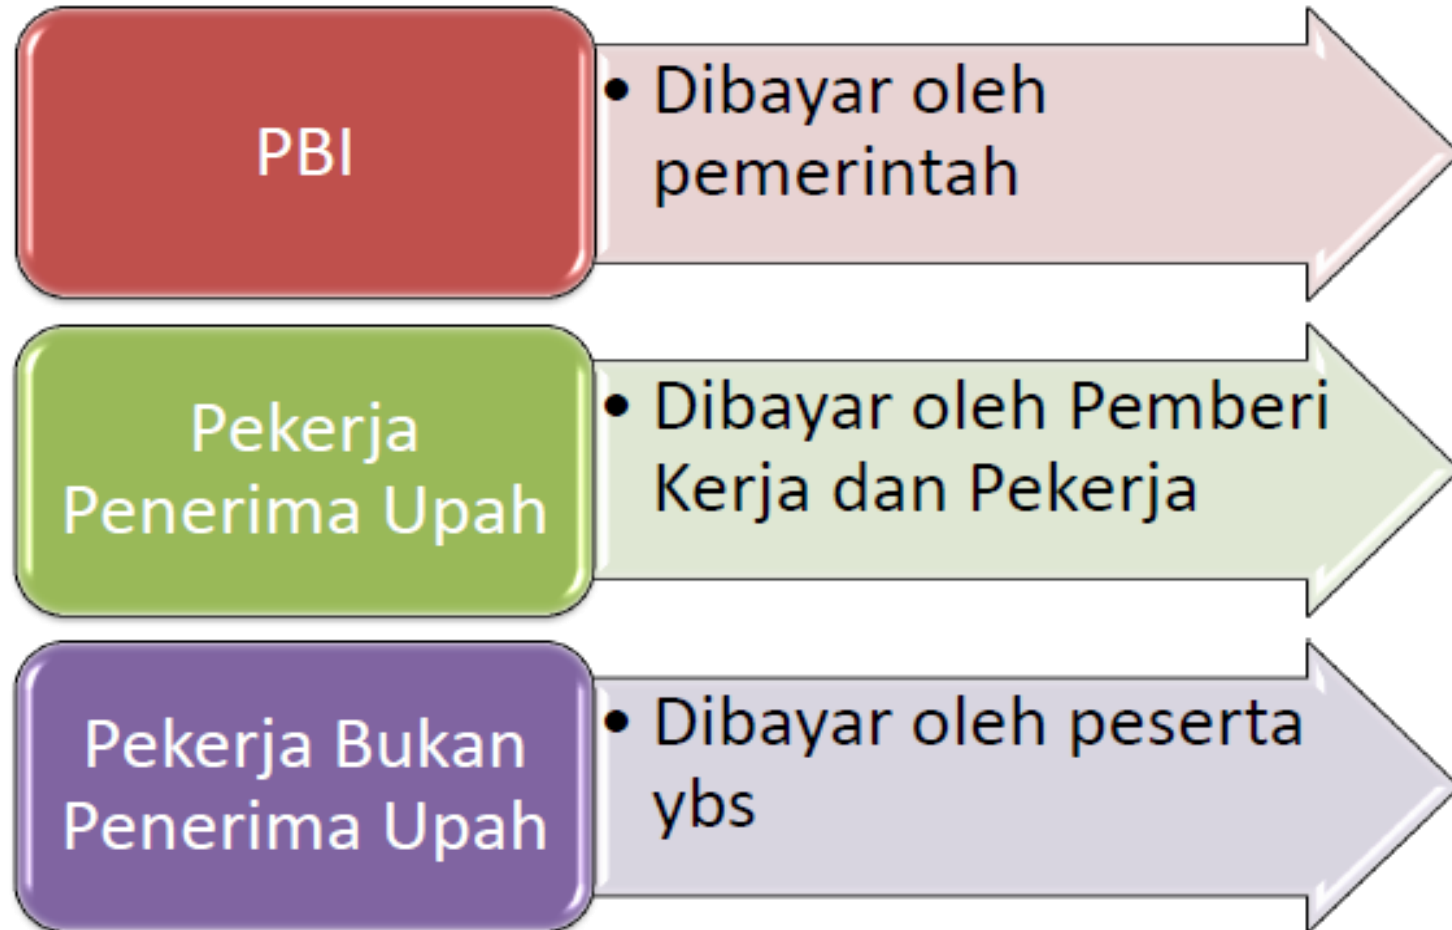 PBI
• Dibayar oleh
pemerintah
Pekerja
Penerima Upah
• Dibayar oleh Pemberi
Kerja dan Pekerja
Pekerja Bukan
Penerima Upah
• Dibayar oleh peserta
ybs